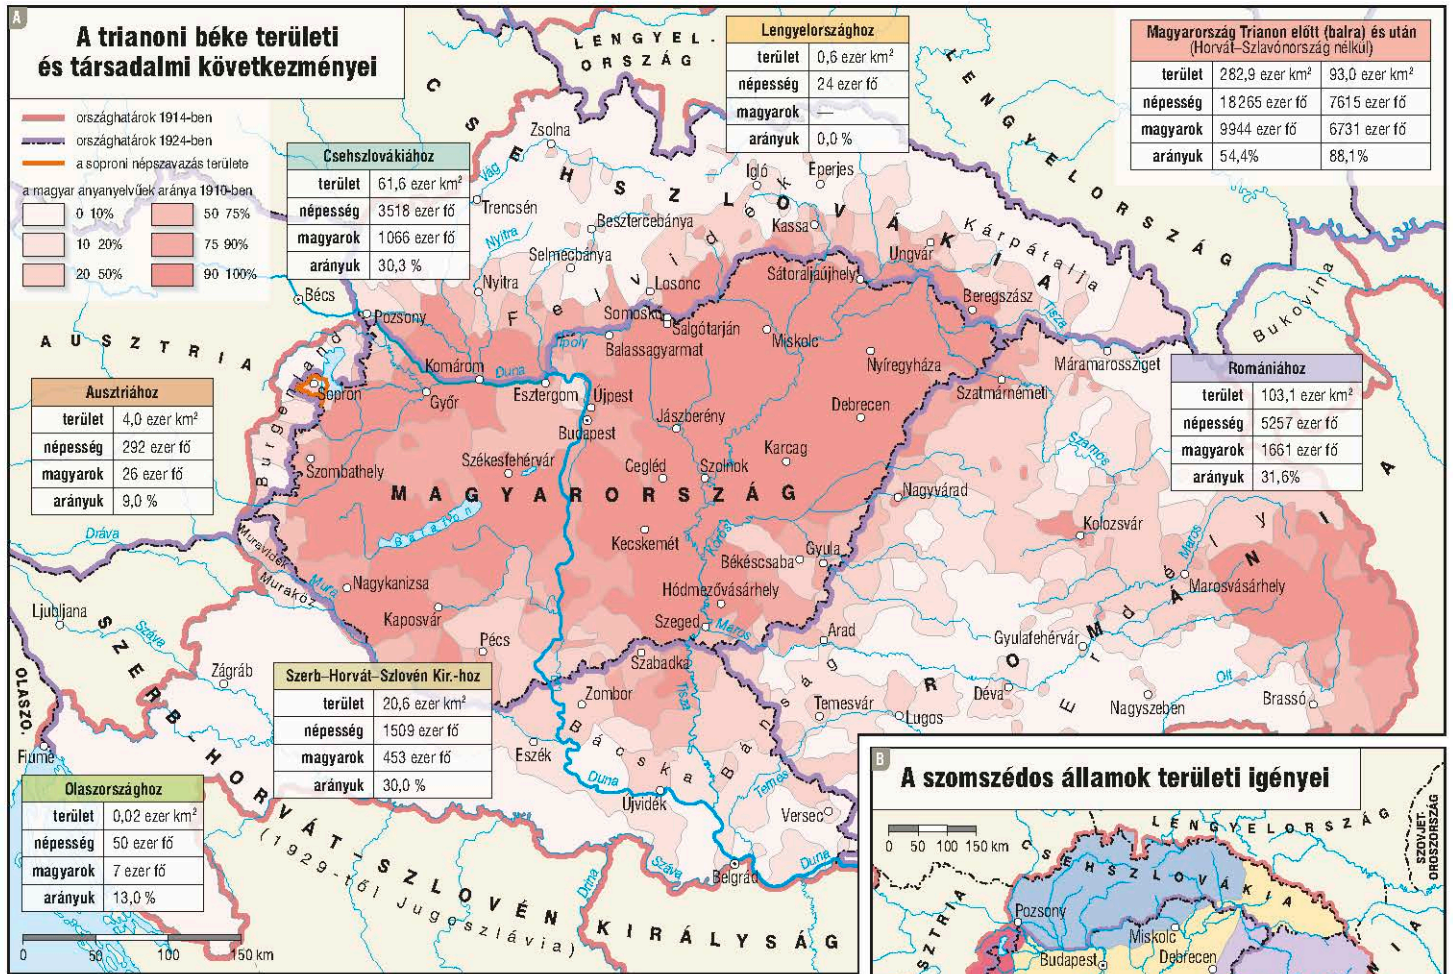 A
A trianoni béke területi
és társadalmi következményei
országhatárok 1914-ben
országhatárok 1924-ben
a soproni népszavazás területe
a magyar anyanyelvűek aránya 1910-ben
0 10%
50 75%
10 20%
75 90%
20 50%
90 100%
Csehszlovákiához
terület 61,6 ezer km²
népesség 3518 ezer fő
magyarok 1066 ezer fő
arányuk 30,3 %
Lengyelországhoz
terület 0,6 ezer km²
népesség 24 ezer fő
magyarok —
arányuk 0,0 %
Magyarország Trianon előtt (balra) és után
(Horvát–Szlavónország nélkül)
terület 282,9 ezer km² 93,0 ezer km²
népesség 18265 ezer fő 7615 ezer fő
magyarok 9944 ezer fő 6731 ezer fő
arányuk 54,4% 88,1%
Ausztriához
terület 4,0 ezer km²
népesség 292 ezer fő
magyarok 26 ezer fő
arányuk 9,0 %
Romániához
terület 103,1 ezer km²
népesség 5257 ezer fő
magyarok 1661 ezer fő
arányuk 31,6%
Szerb–Horvát–Szlovén Kir.-hoz
terület 20,6 ezer km²
népesség 1509 ezer fő
magyarok 453 ezer fő
arányuk 30,0 %
Olaszországhoz
terület 0,02 ezer km²
népesség 50 ezer fő
magyarok 7 ezer fő
arányuk 13,0 %
LENGYEL-
ORSZÁG
LENGYELORSZÁG
CSEHSZLOVÁKIA
Zsolna
Vág
Trencsén
Nyitra
Besztercebánya
Selmecbánya
Nyitra
Igló
Eperjes
Kassa
Felvidék
Kárpátalja
Ungvár
Sátoraljaújhely
Losonc
Somoskő
Salgótarján
Balassagyarmat
Ipoly
Miskolc
Beregszász
Tisza
Bukovina
Máramarossziget
Nyíregyháza
Szatmárnémeti
Bécs
Pozsony
AUSZTRIA
Burgenland
Sopron
Komárom
Duna
Győr
Esztergom
Újpest
Budapest
Jászberény
Debrecen
Szamos
Szombathely
Székesfehérvár
Cegléd
Szolnok
Karcag
MAGYARORSZÁG
Nagyvárad
Kolozsvár
Balaton
Kecskemét
Körös
Békéscsaba
Gyula
Maros
Marosvásárhely
Dráva
Muravidék
Muraköz
Mura
Nagykanizsa
Kaposvár
Hódmezővásárhely
Szeged
Maros
Arad
Gyulafehérvár
Erdély
ROMÁNIA
Ljubljana
Száva
Zágráb
Pécs
Szabadka
Tisza
Zombor
Bácska
Bánság
Temesvár
Lugos
Déva
Nagyszeben
Olt
Brassó
OLASZO.
Fiume
Eszék
Duna
Újvidék
Temes
Versec
Száva
Belgrád
Duna
Drina
SZERB–HORVÁT–SZLOVÉN KIRÁLYSÁG
(1929-től Jugoszlávia)
0 50 100 150 km
B
A szomszédos államok területi igényei
0 50 100 150 km
LENGYELORSZÁG
SZOVJET-
OROSZORSZÁG
CSEHSZLOVÁKIA
Pozsony
Miskolc
Budapest
Debrecen